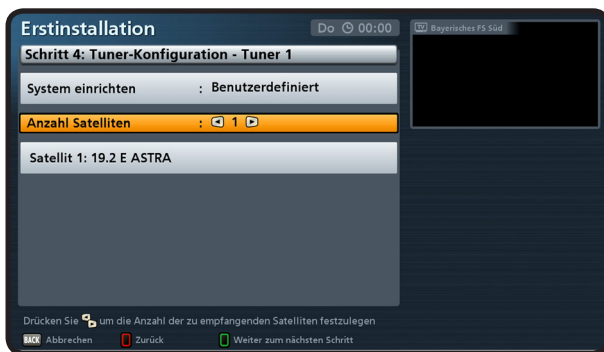 Erstinstallation
Do 00:00
TV Bayerisches FS Süd
Schritt 4: Tuner-Konfiguration - Tuner 1
System einrichten : Benutzerdefiniert
Anzahl Satelliten : 1
Satellit 1: 19.2 E ASTRA
Drücken Sie um die Anzahl der zu empfangenden Satelliten festzulegen
BACK Abbrechen Zurück Weiter zum nächsten Schritt